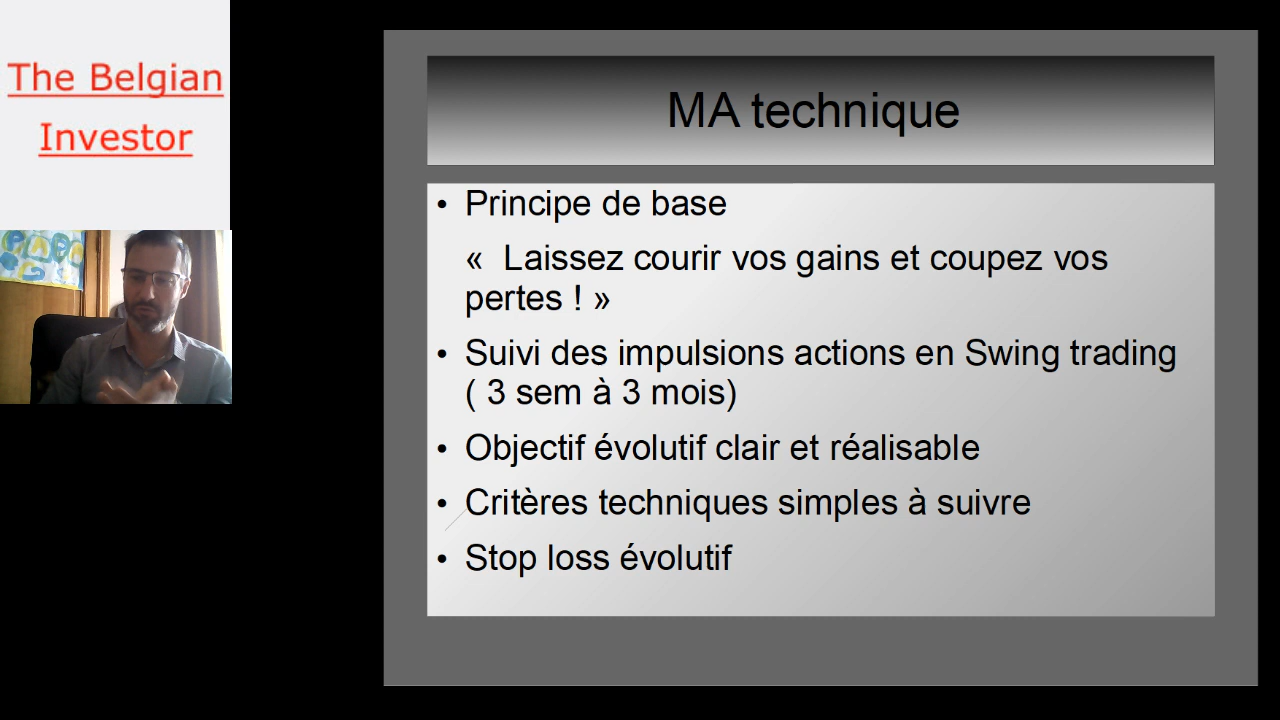 The Belgian
Investor
MA technique
• Principe de base
«  Laissez courir vos gains et coupez vos
pertes ! »
• Suivi des impulsions actions en Swing trading
( 3 sem à 3 mois)
• Objectif évolutif clair et réalisable
• Critères techniques simples à suivre
• Stop loss évolutif